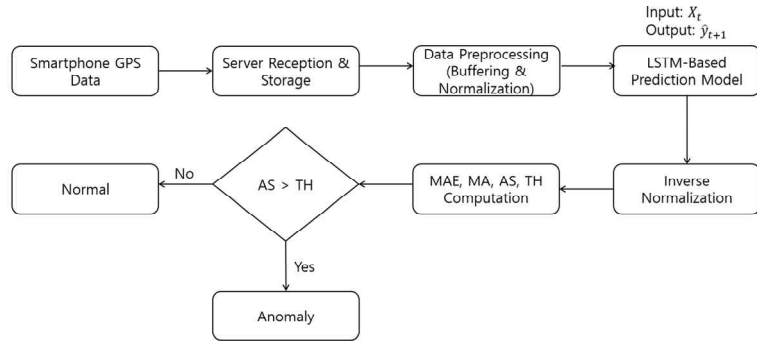 Input: $X_t$
Output: $\hat{y}_{t+1}$
Smartphone GPS
Data
Server Reception &
Storage
Data Preprocessing
(Buffering &
Normalization)
LSTM-Based
Prediction Model
Normal
No
AS > TH
MAE, MA, AS, TH
Computation
Inverse
Normalization
Yes
Anomaly